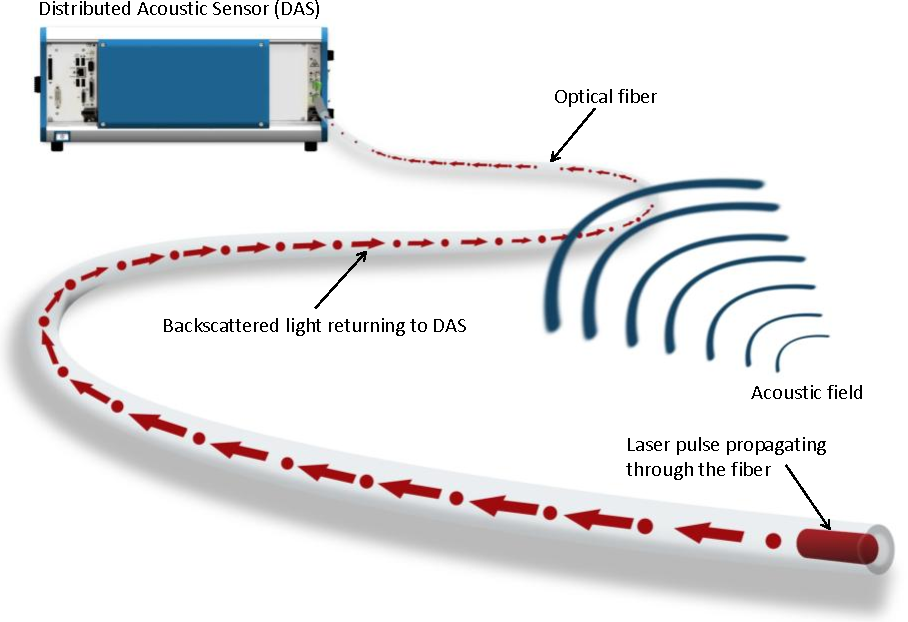 Distributed Acoustic Sensor (DAS)
Optical fiber
Backscattered light returning to DAS
Acoustic field
Laser pulse propagating
through the fiber